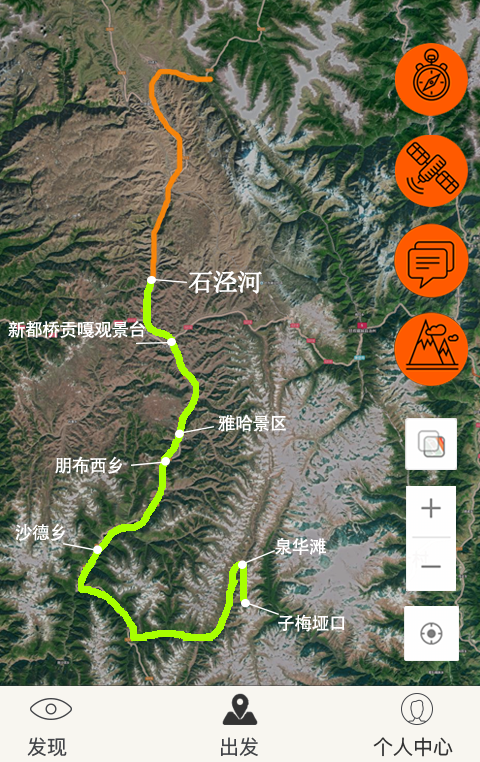 石泾河
新都桥贡嘎观景台
雅哈景区
朋布西乡
沙德乡
泉华滩
子梅垭口
发现
出发
个人中心